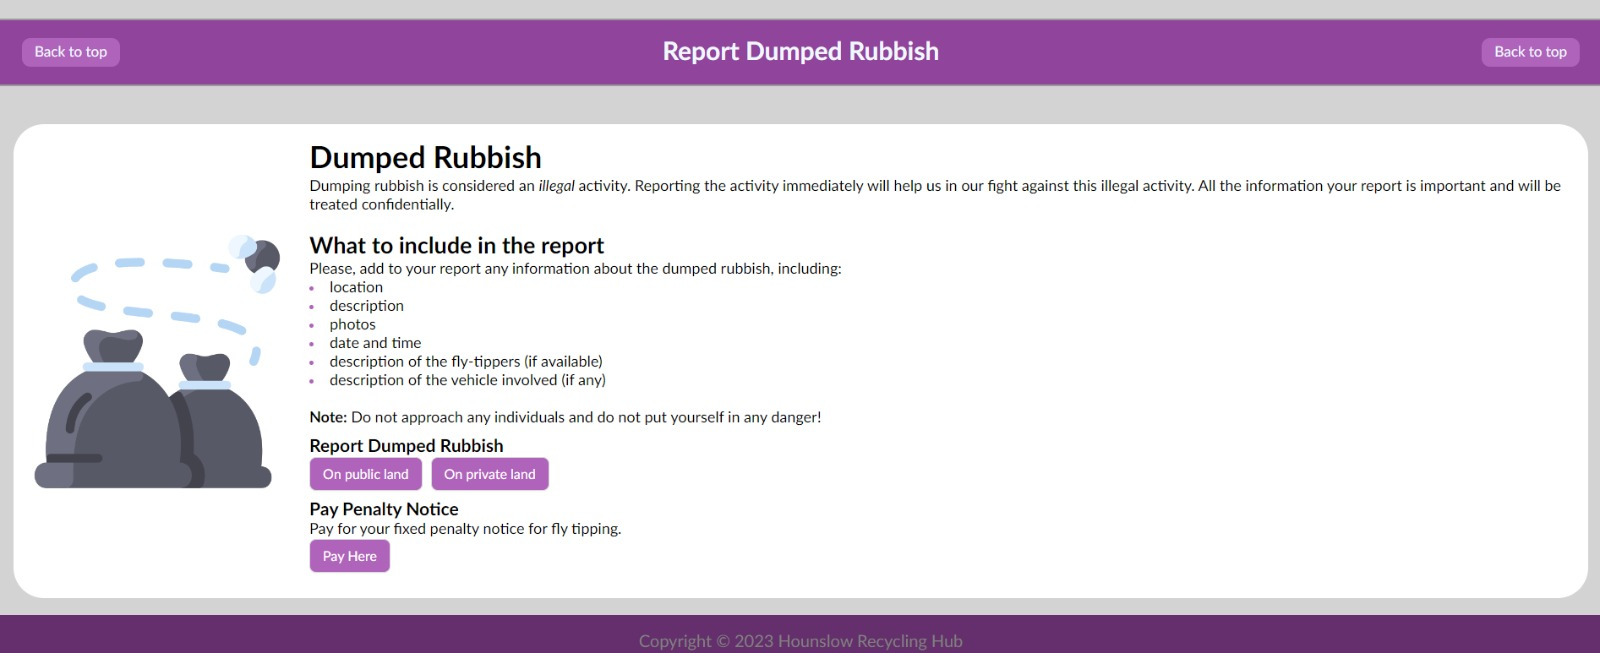 Back to top
Report Dumped Rubbish
Back to top
Dumped Rubbish
Dumping rubbish is considered an illegal activity. Reporting the activity immediately will help us in our fight against this illegal activity. All the information your report is important and will be
treated confidentially.
What to include in the report
Please, add to your report any information about the dumped rubbish, including:
• location
• description
• photos
• date and time
• description of the fly-tippers (if available)
• description of the vehicle involved (if any)
Note: Do not approach any individuals and do not put yourself in any danger!
Report Dumped Rubbish
On public land
On private land
Pay Penalty Notice
Pay for your fixed penalty notice for fly tipping.
Pay Here
Copyright © 2023 Hounslow Recycling Hub